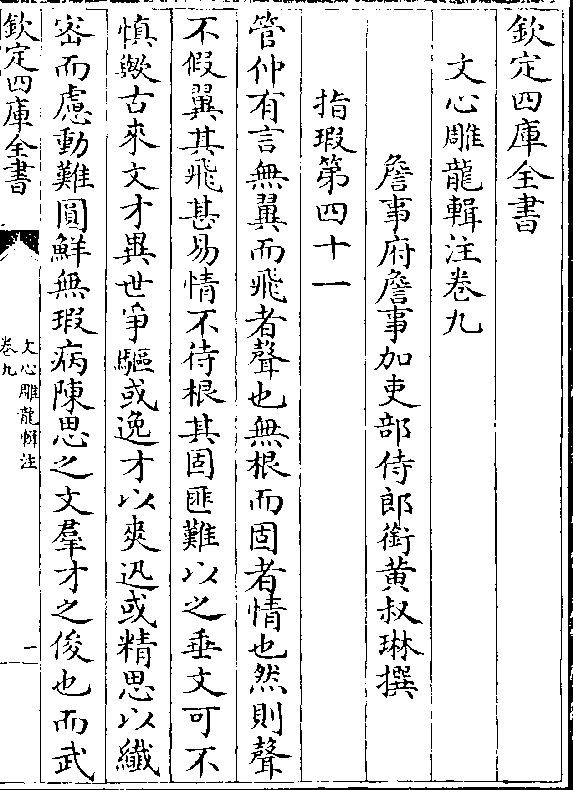 欽定四庫全書
文心雕龍輯注卷九
詹事府詹事加吏部侍郎銜黄叔琳撰
指瑕第四十一
管仲有言無翼而飛者聲也無根而固者情也然則聲
不假翼其飛甚易情不待根其固匪難以之垂文可不
慎歟古來文才異世爭驅或逸才以爽迅或精思以纖
密而慮動難圓鮮無瑕病陳思之文羣才之俊也而武
欽定四庫全書
文心雕龍輯注
卷九
一